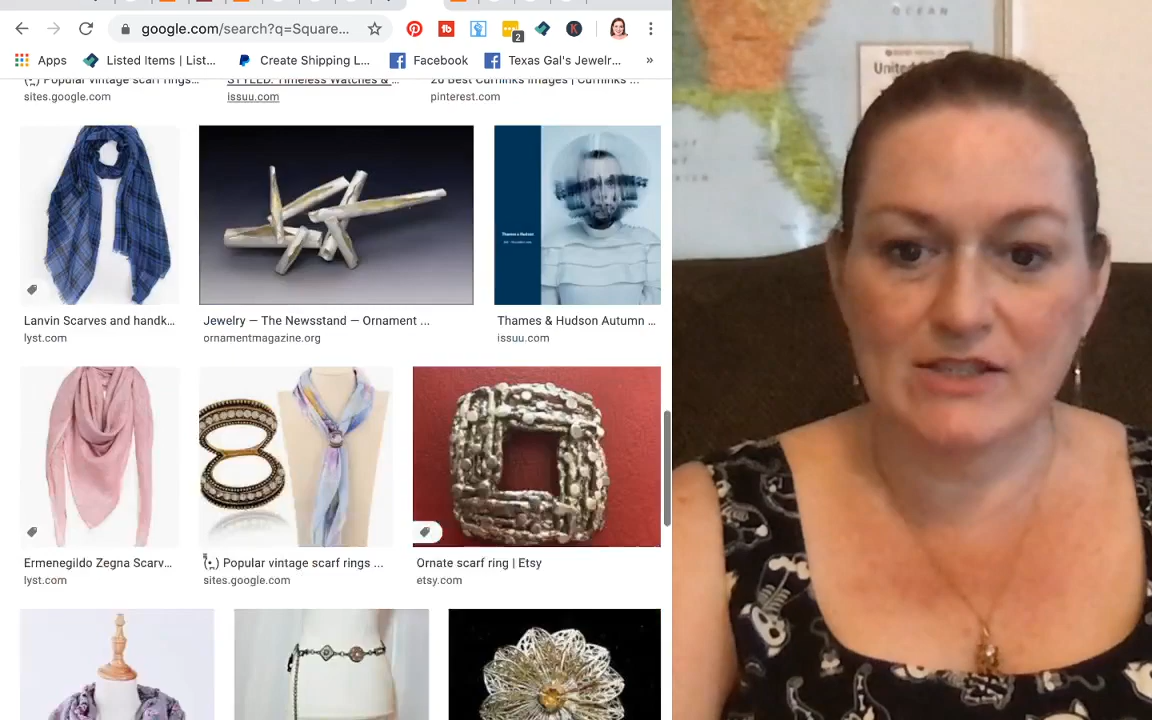 google.com/search?q=Square...
2
Apps
Listed Items | List...
Create Shipping L...
Facebook
Texas Gal's Jewelr...
»
Popular vintage scarf rings...
STYLED: Timeless Watches & ...
26 Best Cufflinks images | Cufflinks ...
sites.google.com
issuu.com
pinterest.com
Thames & Hudson
Lanvin Scarves and handk...
Jewelry — The Newsstand — Ornament ...
Thames & Hudson Autumn ...
lyst.com
ornamentmagazine.org
issuu.com
Ermenegildo Zegna Scarv...
Popular vintage scarf rings ...
Ornate scarf ring | Etsy
lyst.com
sites.google.com
etsy.com
OCEAN
United